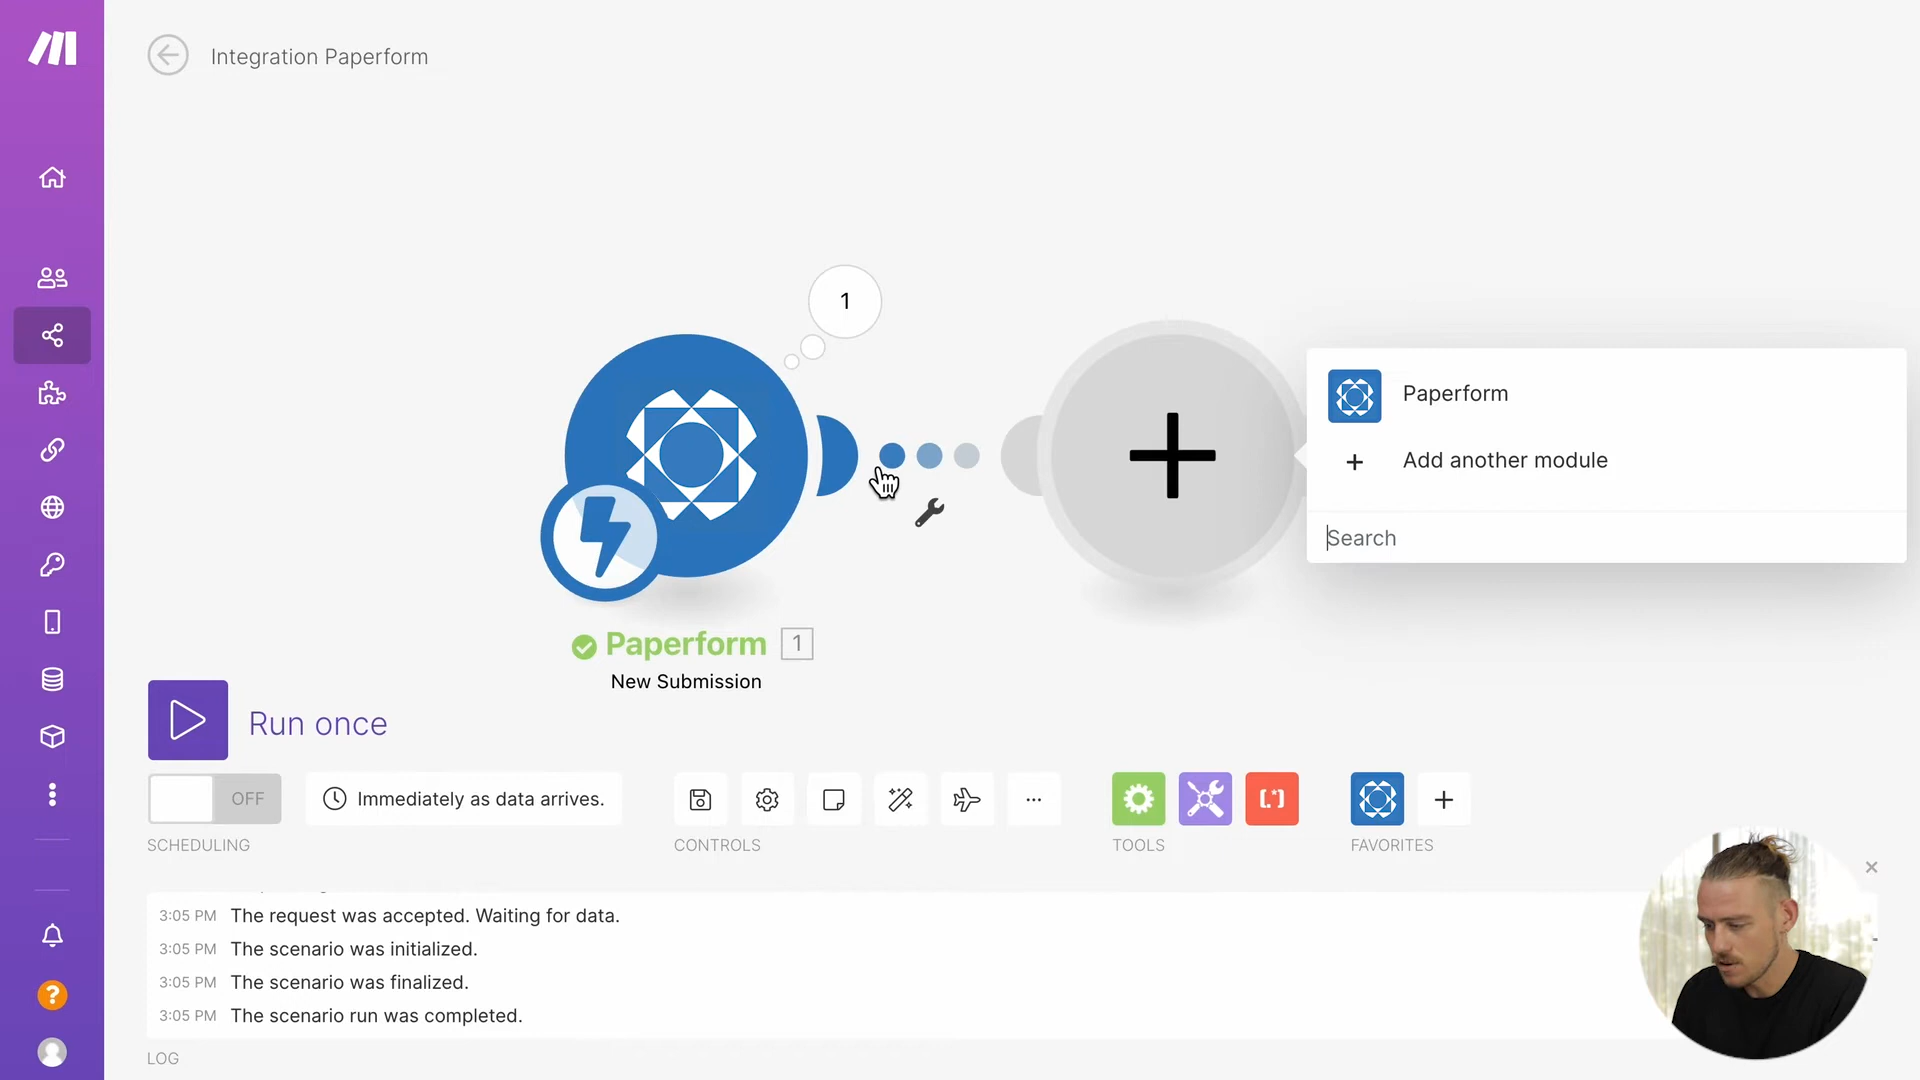 Integration Paperform
1
Paperform
+ Add another module
Search
Paperform 1
New Submission
Run once
OFF
Immediately as data arrives.
SCHEDULING
CONTROLS
TOOLS
FAVORITES
3:05 PM The request was accepted. Waiting for data.
3:05 PM The scenario was initialized.
3:05 PM The scenario was finalized.
3:05 PM The scenario run was completed.
LOG